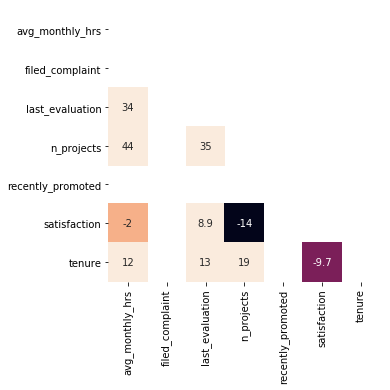 avg_monthly_hrs
filed_complaint
last_evaluation 34
n_projects 44 35
recently_promoted
satisfaction -2 8.9 -14
tenure 12 13 19 -9.7
avg_monthly_hrs
filed_complaint
last_evaluation
n_projects
recently_promoted
satisfaction
tenure